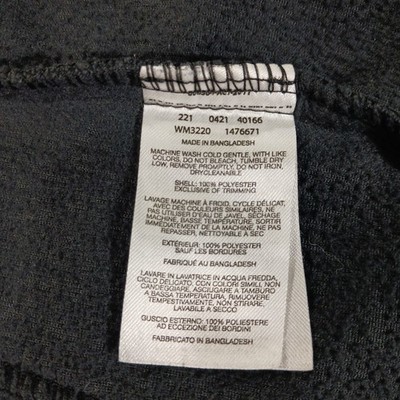 221 0421 40166
WM3220 1476671
MADE IN BANGLADESH
MACHINE WASH COLD GENTLE, WITH LIKE
COLORS, DO NOT BLEACH, TUMBLE DRY
LOW, REMOVE PROMPTLY, DO NOT IRON,
DRYCLEANABLE
SHELL: 100% POLYESTER
EXCLUSIVE OF TRIMMING
LAVAGE MACHINE À FROID, CYCLE DÉLICAT,
AVEC DES COULEURS SIMILAIRES, NE
PAS UTILISER D'EAU DE JAVEL, SÉCHAGE
MACHINE, BASSE TEMPÉRATURE, SORTIR
IMMÉDIATEMENT DE LA MACHINE, NE PAS
REPASSER, NETTOYABLE À SEC
EXTÉRIEUR: 100% POLYESTER
SAUF LES BORDURES
FABRIQUÉ AU BANGLADESH
LAVARE IN LAVATRICE IN ACQUA FREDDA,
CICLO DELICATO, CON COLORI SIMILI NON
CANDEGGIARE, ASCIUGARE A TAMBURO
A BASSA TEMPERATURA, RIMUOVERE
TEMPESTIVAMENTE, NON STIRARE,
LAVABILE A SECCO
GUSCIO ESTERNO: 100% POLIESTERE
AD ECCEZIONE DEI BORDINI
FABBRICATO IN BANGLADESH